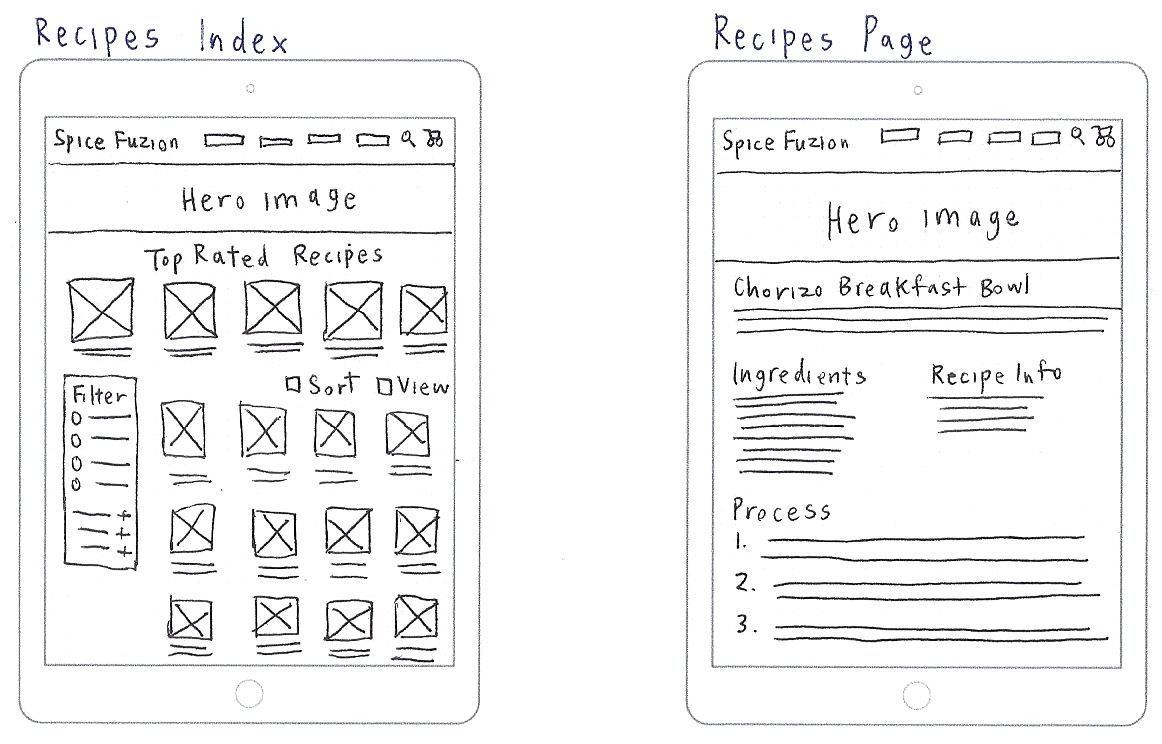 Recipes Index
Spice Fuzion
Hero image
Top Rated Recipes
Filter
Sort
View
Recipes Page
Spice Fuzion
Hero image
Chorizo Breakfast Bowl
Ingredients
Recipe Info
Process
1.
2.
3.